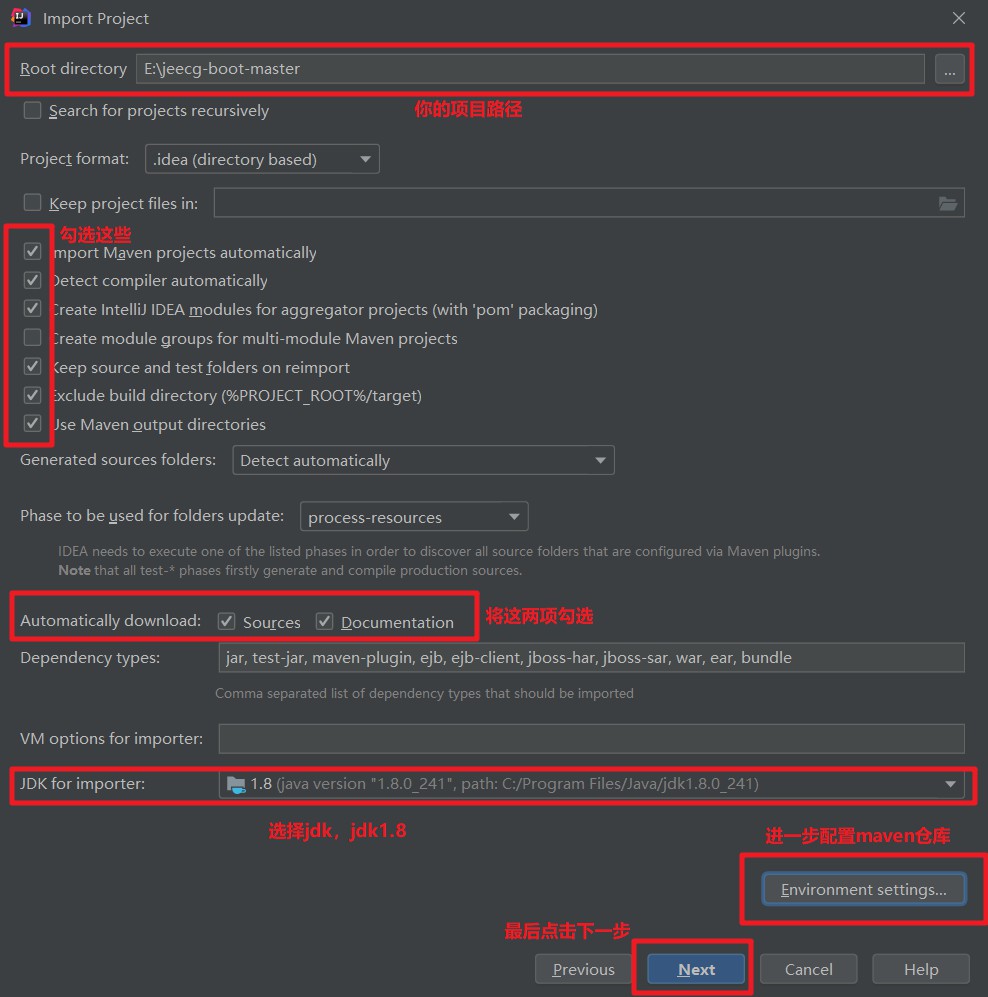 Import Project
Root directory E:\jeecg-boot-master ...
Search for projects recursively
你的项目路径
Project format: .idea (directory based)
Keep project files in:
勾选这些
Import Maven projects automatically
Detect compiler automatically
Create IntelliJ IDEA modules for aggregator projects (with 'pom' packaging)
Create module groups for multi-module Maven projects
Keep source and test folders on reimport
Exclude build directory (%PROJECT_ROOT%/target)
Use Maven output directories
Generated sources folders: Detect automatically
Phase to be used for folders update: process-resources
IDEA needs to execute one of the listed phases in order to discover all source folders that are configured via Maven plugins.
Note that all test-* phases firstly generate and compile production sources.
Automatically download: Sources Documentation 将这两项勾选
Dependency types: jar, test-jar, maven-plugin, ejb, ejb-client, jboss-har, jboss-sar, war, ear, bundle
Comma separated list of dependency types that should be imported
VM options for importer:
JDK for importer: 1.8 (java version "1.8.0_241", path: C:/Program Files/Java/jdk1.8.0_241)
选择jdk，jdk1.8
进一步配置maven仓库
Environment settings...
最后点击下一步
Previous Next Cancel Help